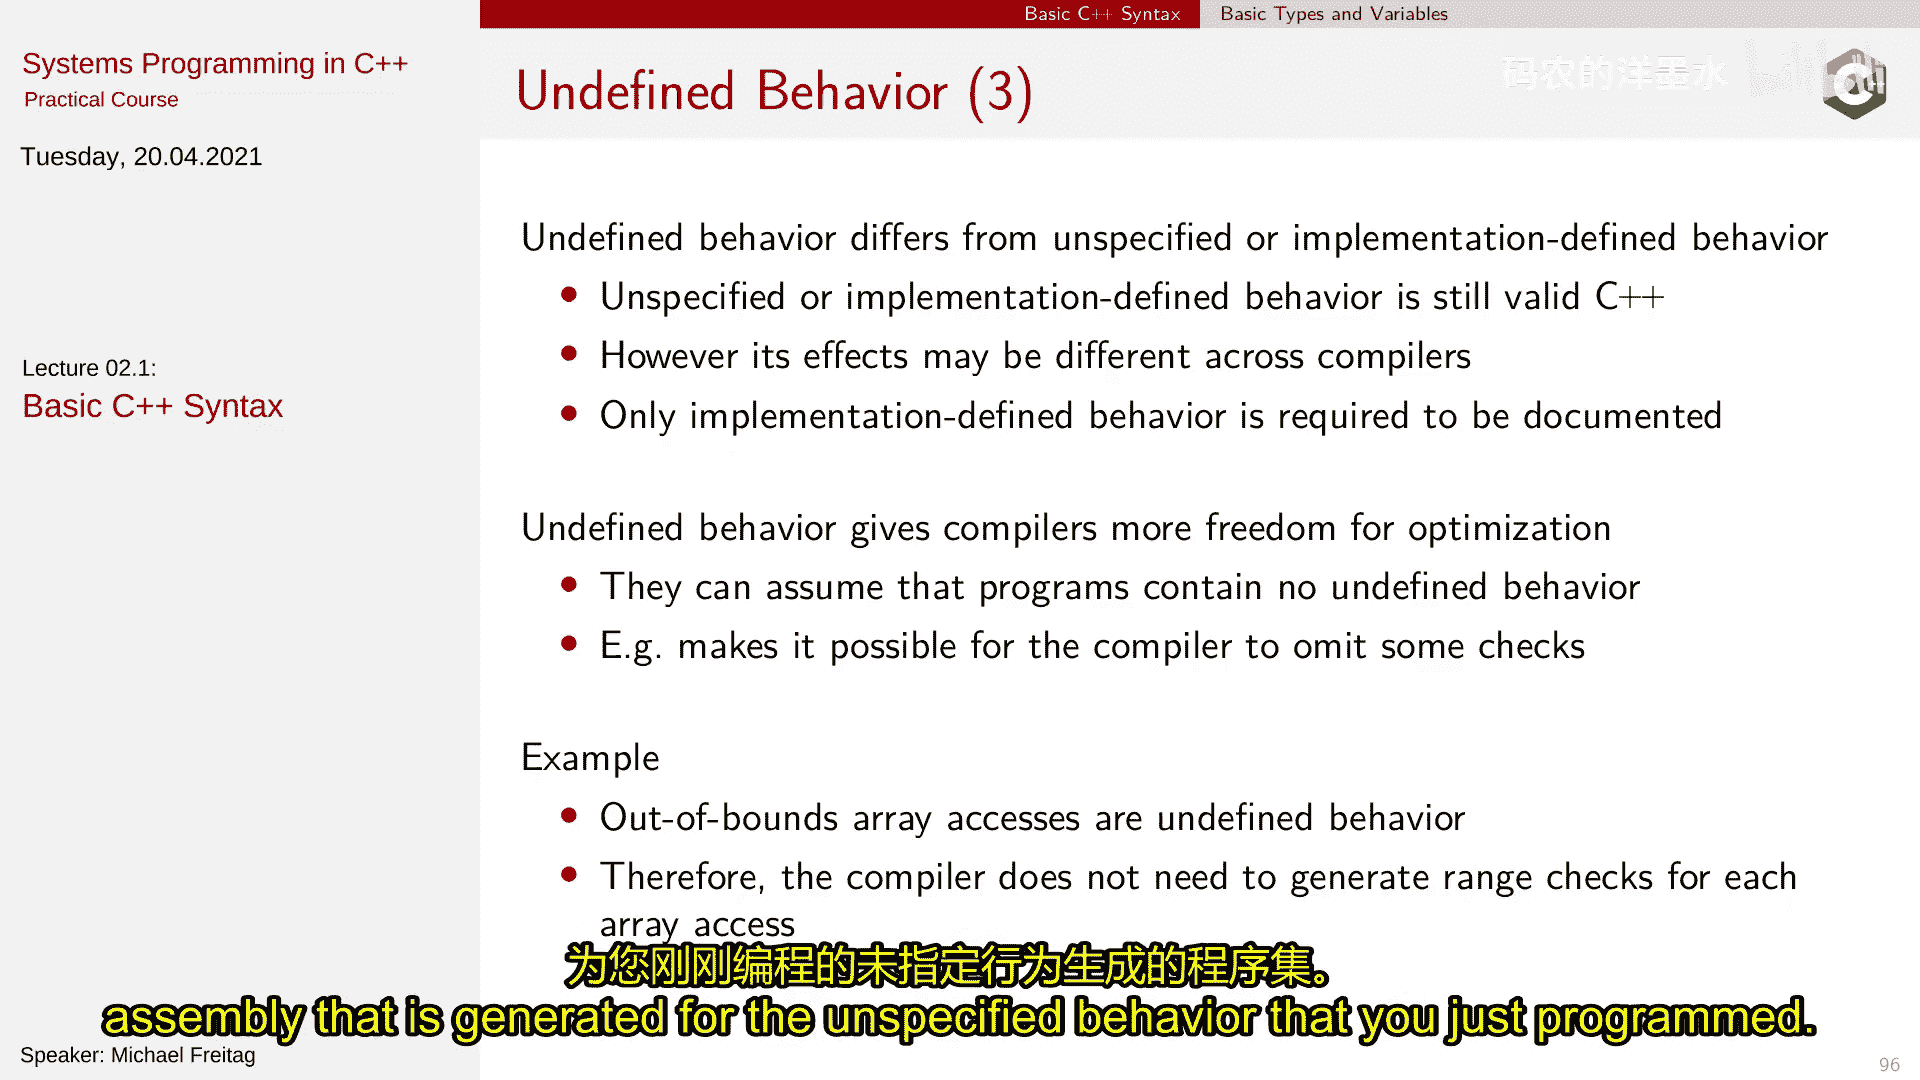 Basic C++ Syntax
Basic Types and Variables
Systems Programming in C++
Practical Course
Undefined Behavior (3)
码农的洋墨水
Tuesday, 20.04.2021
Lecture 02.1:
Basic C++ Syntax
Undefined behavior differs from unspecified or implementation-defined behavior
• Unspecified or implementation-defined behavior is still valid C++
• However its effects may be different across compilers
• Only implementation-defined behavior is required to be documented
Undefined behavior gives compilers more freedom for optimization
• They can assume that programs contain no undefined behavior
• E.g. makes it possible for the compiler to omit some checks
Example
• Out-of-bounds array accesses are undefined behavior
• Therefore, the compiler does not need to generate range checks for each
array access
为您刚刚编程的未指定行为生成的程序集。
assembly that is generated for the unspecified behavior that you just programmed.
Speaker: Michael Freitag
96